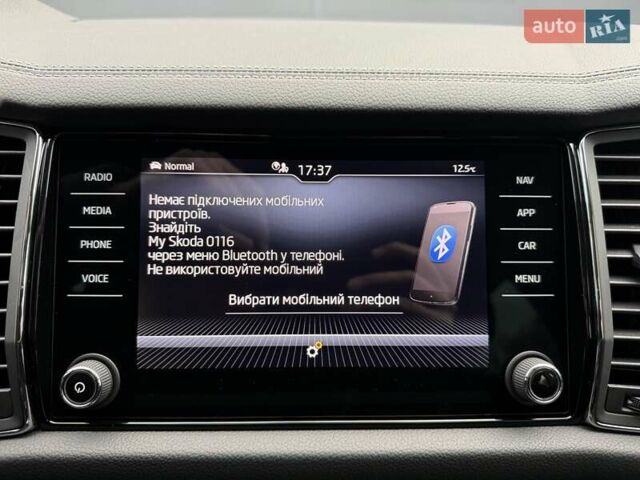 auto RIA
.com
Normal
17:37
12.5°C
RADIO
MEDIA
PHONE
VOICE
NAV
APP
CAR
MENU
Немає підключених мобільних
пристроїв.
Знайдіть
My Skoda 0116
через меню Bluetooth у телефоні.
Не використовуйте мобільний
Вибрати мобільний телефон